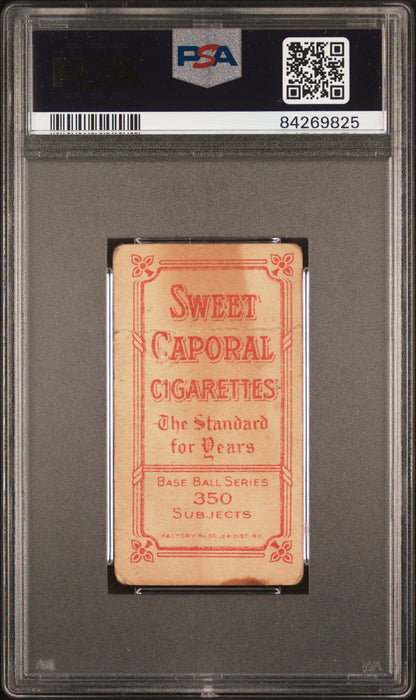 PSA
84269825
SWEET
CAPORAL
CIGARETTES
The Standard
for Years
BASE BALL SERIES
350
SUBJECTS
FACTORY No. 30, 2d DIST. N.Y.